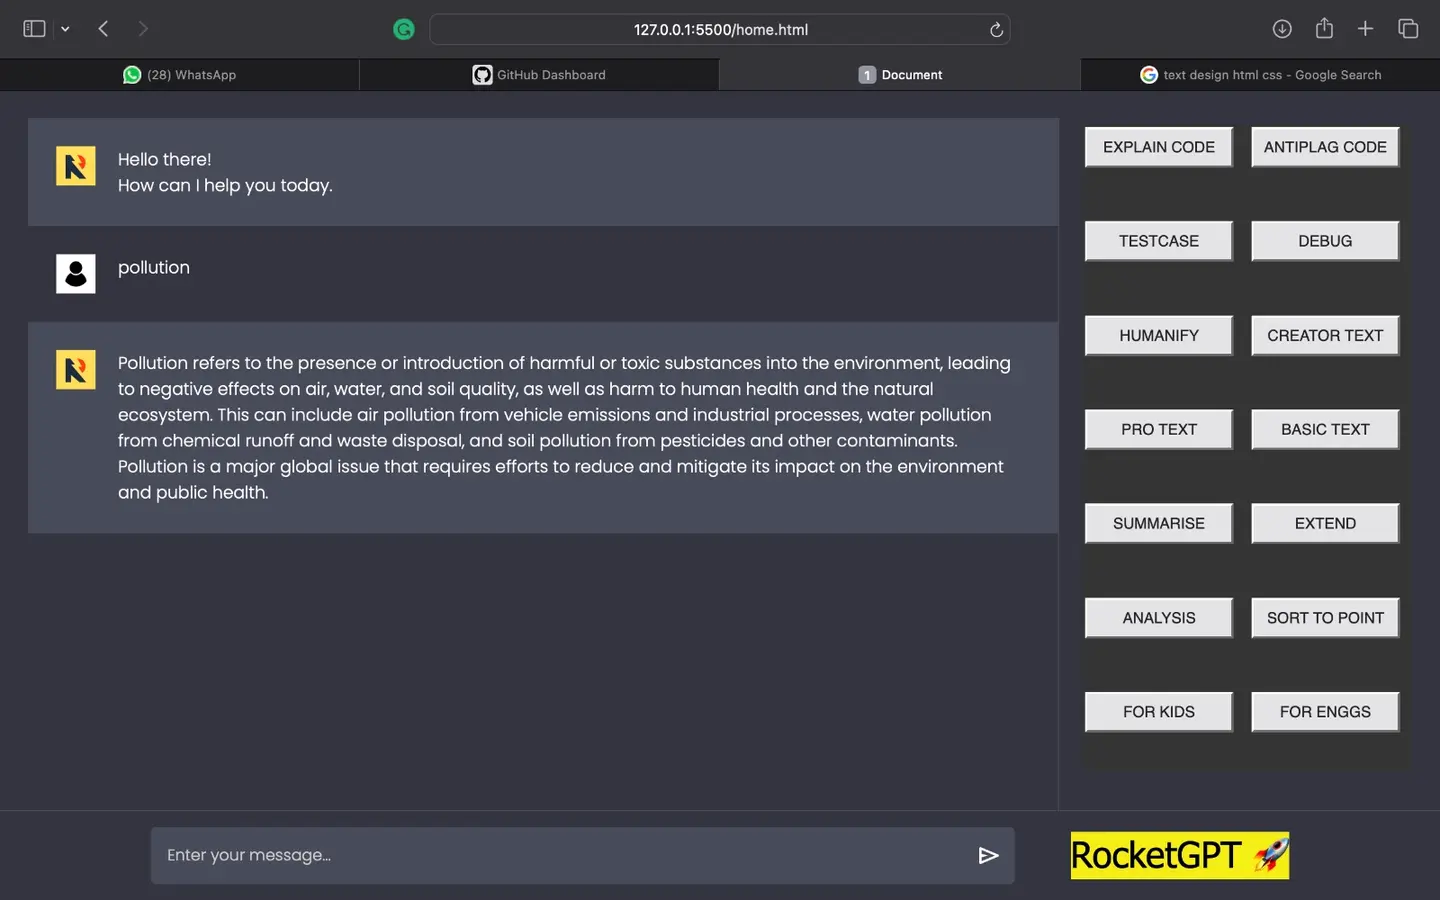 127.0.0.1:5500/home.html
(28) WhatsApp
GitHub Dashboard
1 Document
text design html css - Google Search
Hello there!
How can I help you today.
pollution
Pollution refers to the presence or introduction of harmful or toxic substances into the environment, leading
to negative effects on air, water, and soil quality, as well as harm to human health and the natural
ecosystem. This can include air pollution from vehicle emissions and industrial processes, water pollution
from chemical runoff and waste disposal, and soil pollution from pesticides and other contaminants.
Pollution is a major global issue that requires efforts to reduce and mitigate its impact on the environment
and public health.
EXPLAIN CODE
ANTIPLAG CODE
TESTCASE
DEBUG
HUMANIFY
CREATOR TEXT
PRO TEXT
BASIC TEXT
SUMMARISE
EXTEND
ANALYSIS
SORT TO POINT
FOR KIDS
FOR ENGGS
Enter your message...
RocketGPT 🚀